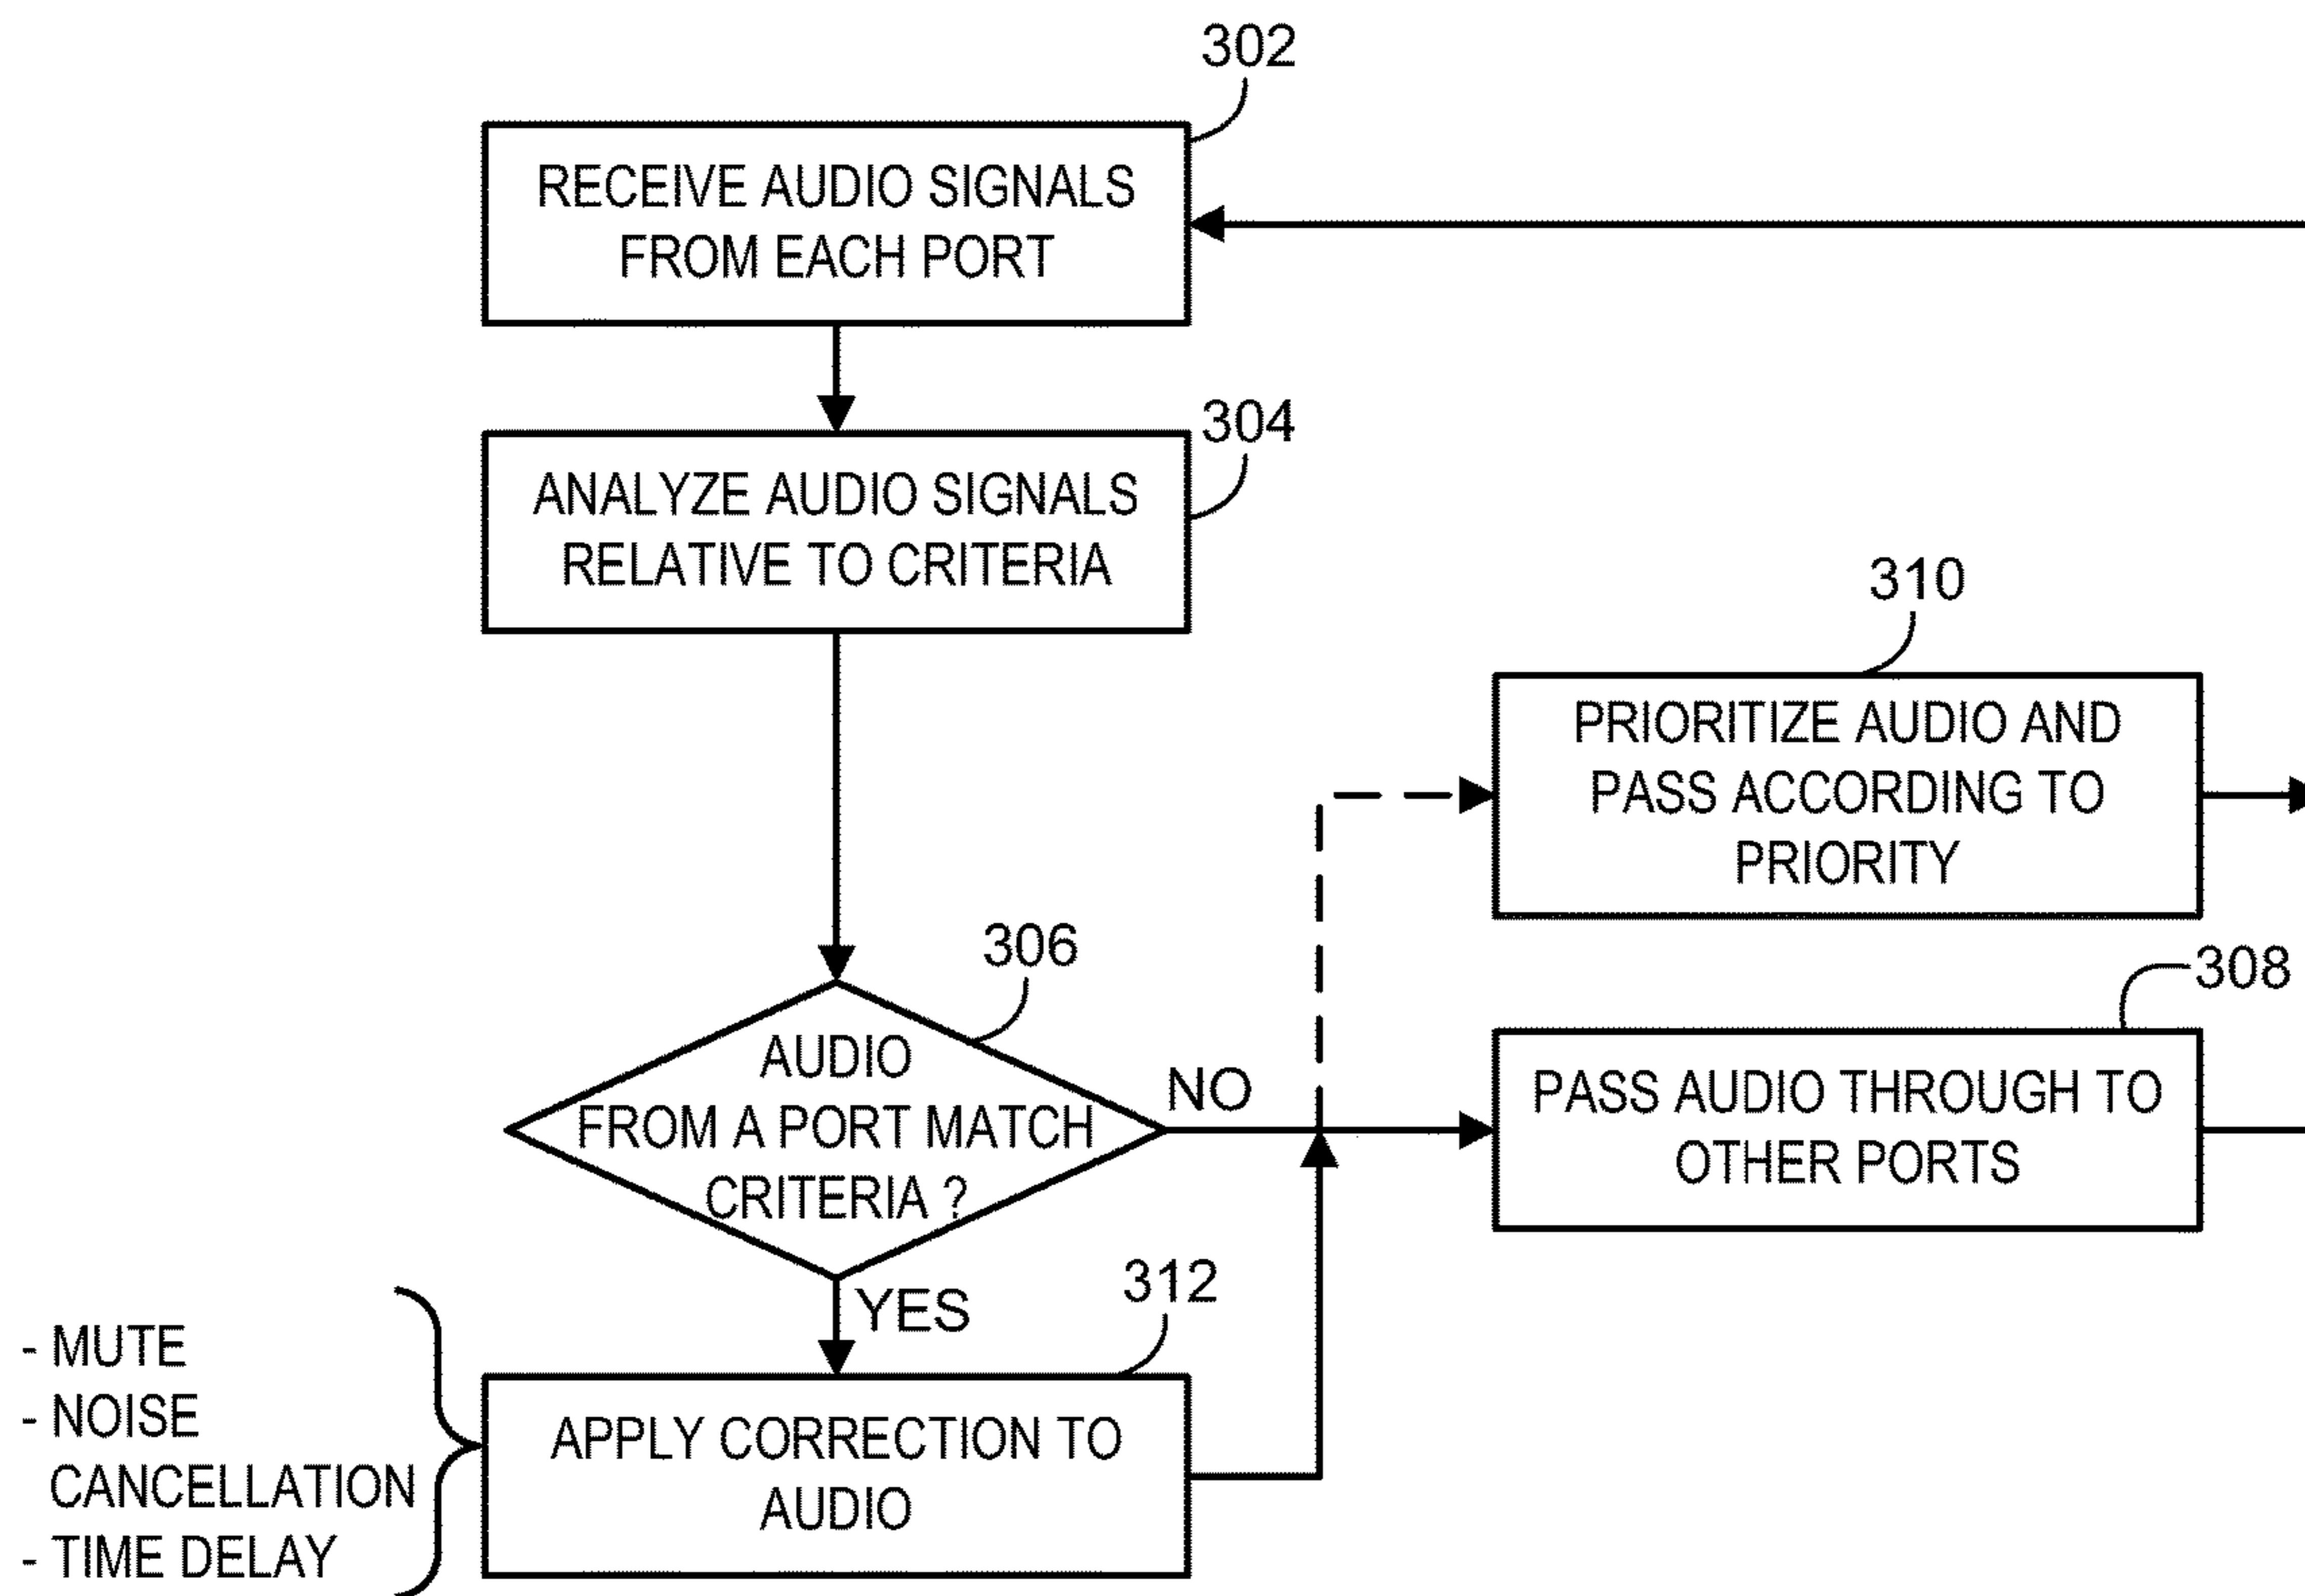 302
RECEIVE AUDIO SIGNALS
FROM EACH PORT
304
ANALYZE AUDIO SIGNALS
RELATIVE TO CRITERIA
310
PRIORITIZE AUDIO AND
PASS ACCORDING TO
PRIORITY
306
AUDIO
FROM A PORT MATCH
CRITERIA ?
NO
308
PASS AUDIO THROUGH TO
OTHER PORTS
YES
312
APPLY CORRECTION TO
AUDIO
- MUTE
- NOISE
CANCELLATION
- TIME DELAY